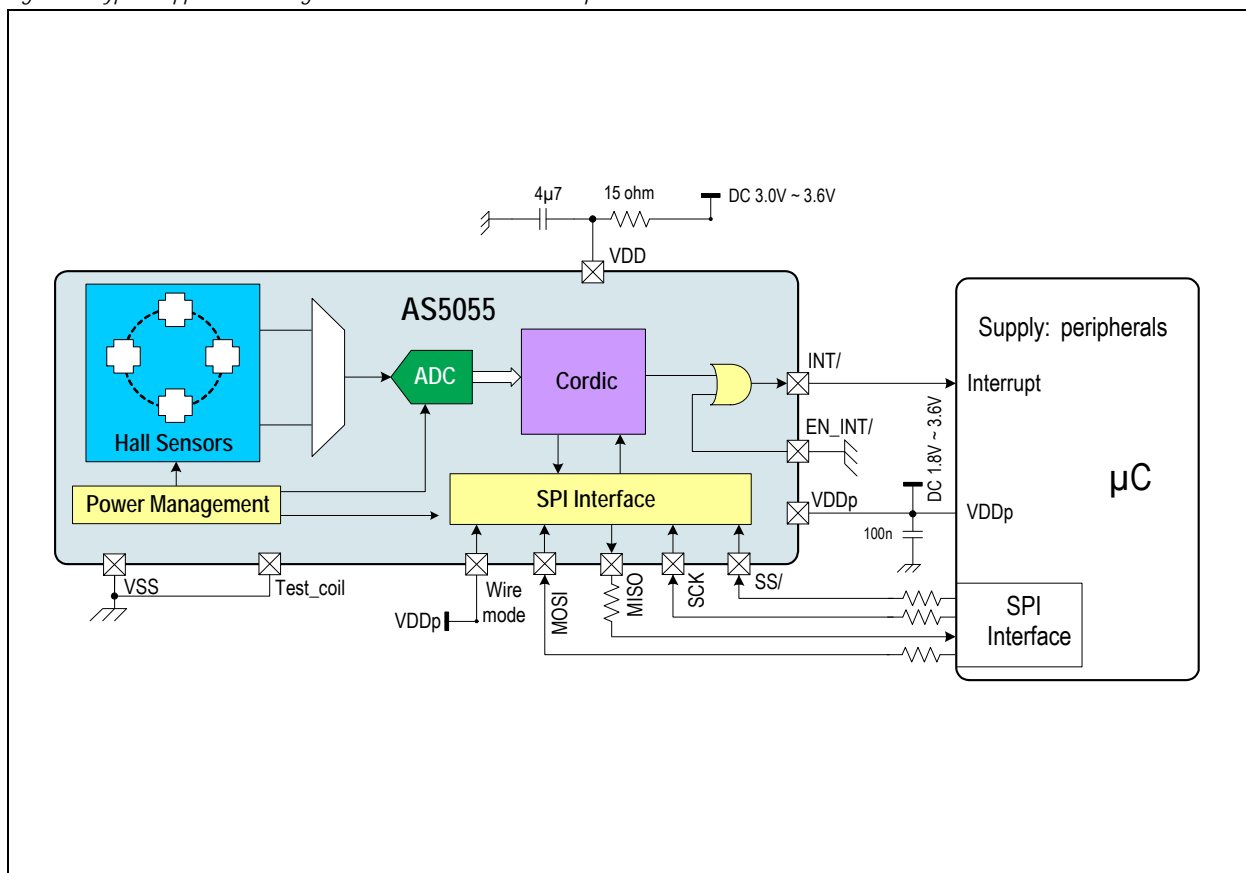 4µ7
15 ohm
DC 3.0V ~ 3.6V
VDD
AS5055
Hall Sensors
ADC
Cordic
Power Management
SPI Interface
INT/
EN_INT/
VDDp
VSS
Test_coil
Wire
mode
VDDp
MOSI
MISO
SCK
SS/
DC 1.8V ~ 3.6V
100n
Supply: peripherals
Interrupt
µC
VDDp
SPI
Interface